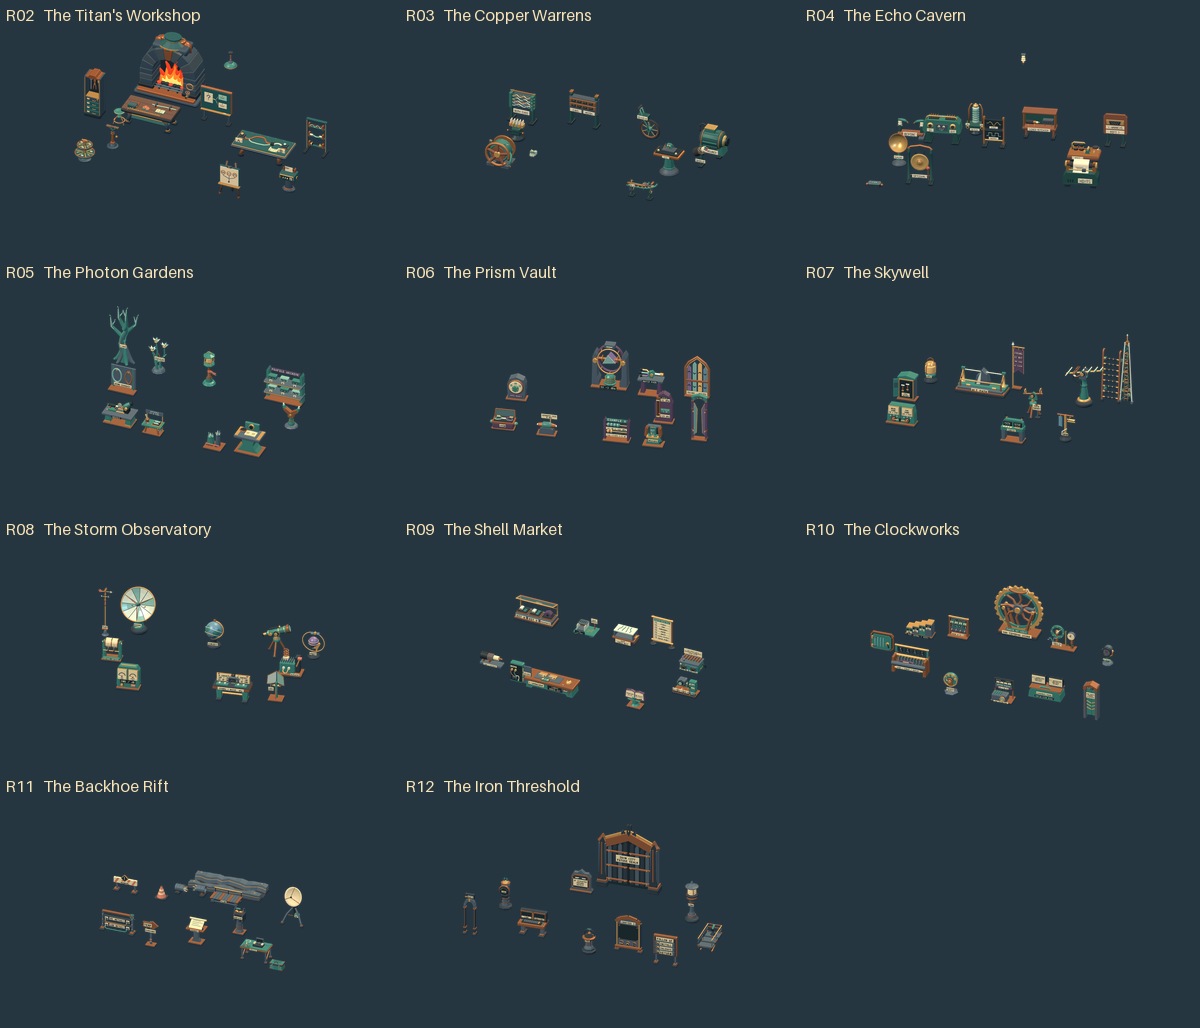 R02 The Titan's Workshop
R03 The Copper Warrens
R04 The Echo Cavern
R05 The Photon Gardens
R06 The Prism Vault
R07 The Skywell
R08 The Storm Observatory
R09 The Shell Market
R10 The Clockworks
R11 The Backhoe Rift
R12 The Iron Threshold